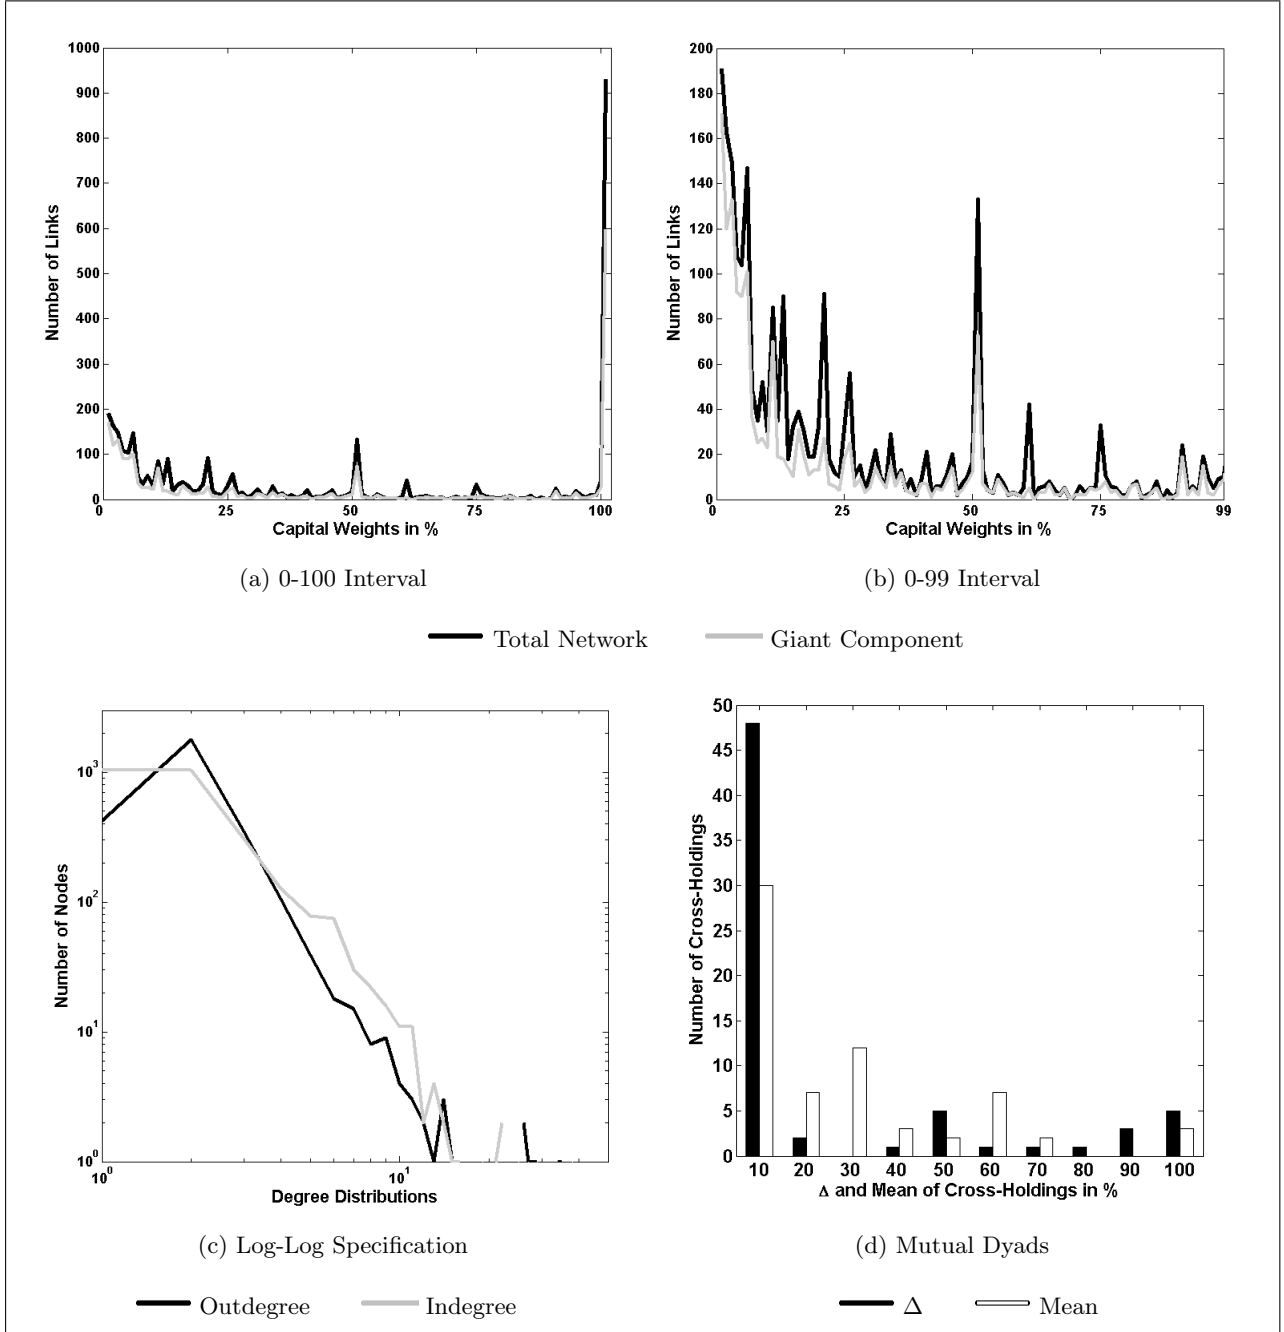 1000
900
800
700
600
500
400
300
200
100
0
0 25 50 75 100
Number of Links
Capital Weights in %
(a) 0-100 Interval
200
180
160
140
120
100
80
60
40
20
0
0 25 50 75 99
Number of Links
Capital Weights in %
(b) 0-99 Interval
Total Network Giant Component
10^3
10^2
10^1
10^0
10^0 10^1
Number of Nodes
Degree Distributions
(c) Log-Log Specification
Outdegree Indegree
50
45
40
35
30
25
20
15
10
5
0
10 20 30 40 50 60 70 80 90 100
Number of Cross-Holdings
Δ and Mean of Cross-Holdings in %
(d) Mutual Dyads
Δ Mean